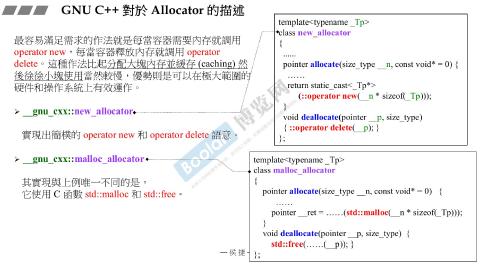 GNU C++ 對於 Allocator 的描述
最容易滿足需求的作法就是每當容器需要內存就調用
operator new，每當容器釋放內存就調用 operator
delete。這種作法比起分配大塊內存並緩存 (caching) 然
後徐徐小塊使用當然較慢，優勢則是可以在極大範圍的
硬件和操作系統上有效運作。
__gnu_cxx::new_allocator
實現出簡樸的 operator new 和 operator delete 語意。
__gnu_cxx::malloc_allocator
其實現與上例唯一不同的是，
它使用 C 函數 std::malloc 和 std::free。
template<typename _Tp>
class new_allocator
{
......
pointer allocate(size_type __n, const void* = 0) {
......
return static_cast<_Tp*>
(::operator new(__n * sizeof(_Tp)));
}
void deallocate(pointer __p, size_type)
{ ::operator delete(__p); }
};
template<typename _Tp>
class malloc_allocator
{
pointer allocate(size_type __n, const void* = 0) {
......
pointer __ret = ......(std::malloc(__n * sizeof(_Tp)));
}
void deallocate(pointer __p, size_type) {
std::free(......(__p)); }
};
Boolan 博览网
侯捷